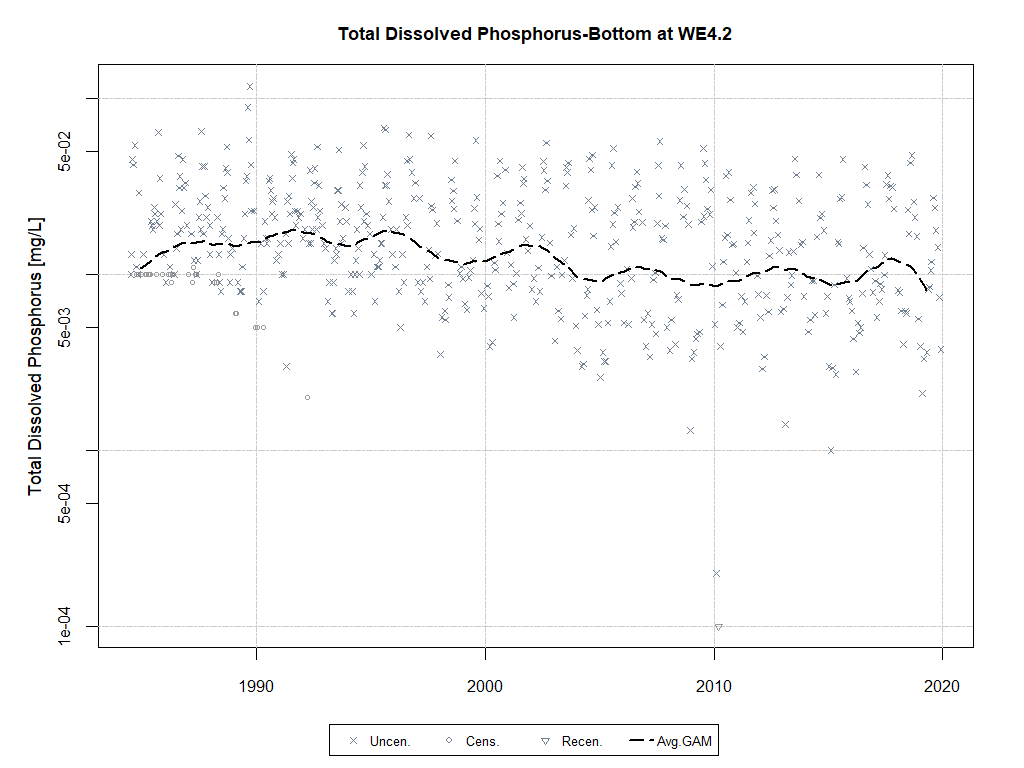 Total Dissolved Phosphorus-Bottom at WE4.2
Total Dissolved Phosphorus [mg/L]
5e-02
5e-03
5e-04
1e-04
1990 2000 2010 2020
Uncen. Cens. Recen. Avg.GAM